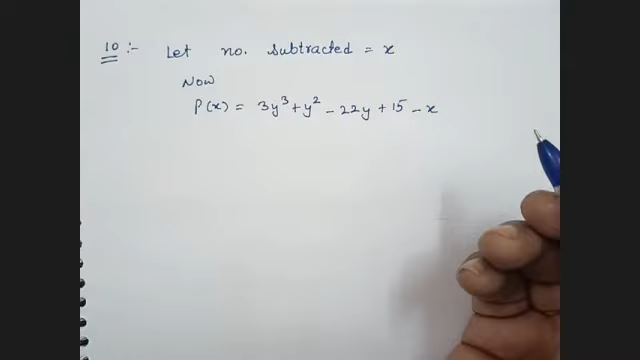 10 :- Let no. subtracted = x
Now
P(x) = 3y³ + y² - 22y + 15 - x